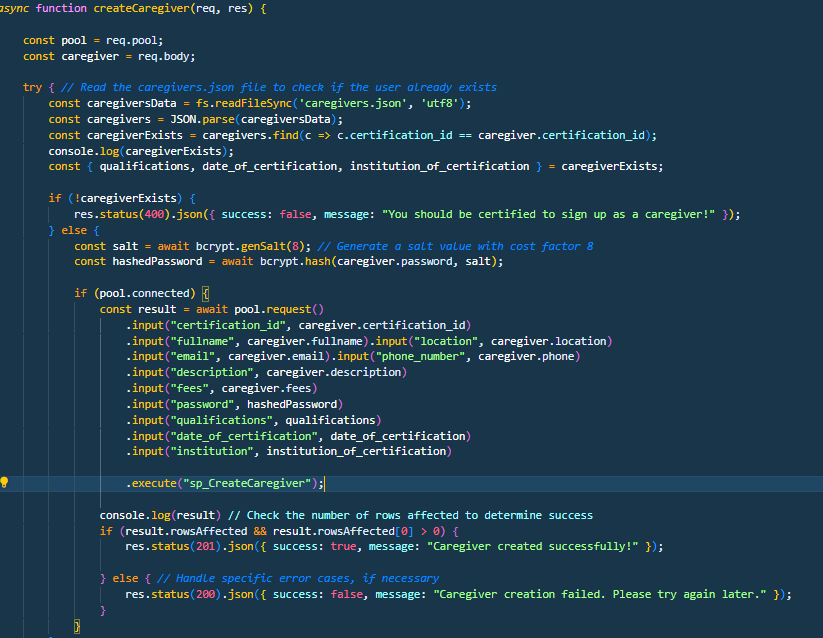 async function createCaregiver(req, res) {
const pool = req.pool;
const caregiver = req.body;
try { // Read the caregivers.json file to check if the user already exists
const caregiversData = fs.readFileSync('caregivers.json', 'utf8');
const caregivers = JSON.parse(caregiversData);
const caregiverExists = caregivers.find(c => c.certification_id == caregiver.certification_id);
console.log(caregiverExists);
const { qualifications, date_of_certification, institution_of_certification } = caregiverExists;
if (!caregiverExists) {
res.status(400).json({ success: false, message: "You should be certified to sign up as a caregiver!" });
} else {
const salt = await bcrypt.genSalt(8); // Generate a salt value with cost factor 8
const hashedPassword = await bcrypt.hash(caregiver.password, salt);
if (pool.connected) {
const result = await pool.request()
.input("certification_id", caregiver.certification_id)
.input("fullname", caregiver.fullname).input("location", caregiver.location)
.input("email", caregiver.email).input("phone_number", caregiver.phone)
.input("description", caregiver.description)
.input("fees", caregiver.fees)
.input("password", hashedPassword)
.input("qualifications", qualifications)
.input("date_of_certification", date_of_certification)
.input("institution", institution_of_certification)
.execute("sp_CreateCaregiver");
console.log(result) // Check the number of rows affected to determine success
if (result.rowsAffected && result.rowsAffected[0] > 0) {
res.status(201).json({ success: true, message: "Caregiver created successfully!" });
} else { // Handle specific error cases, if necessary
res.status(200).json({ success: false, message: "Caregiver creation failed. Please try again later." });
}
}